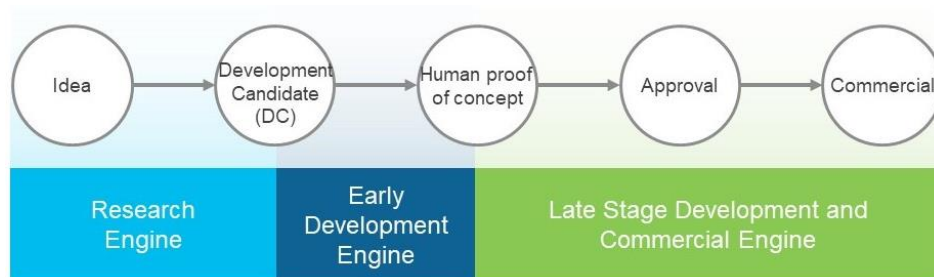 Idea
Development
Candidate
(DC)
Human proof
of concept
Approval
Commercial
Research
Engine
Early
Development
Engine
Late Stage Development and
Commercial Engine